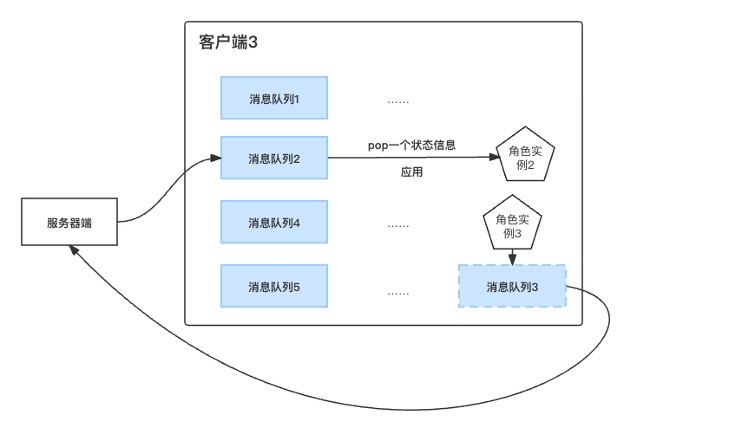 客户端3
消息队列1
......
消息队列2
pop一个状态信息
应用
角色实
例2
服务器端
消息队列4
......
角色实
例3
消息队列5
......
消息队列3